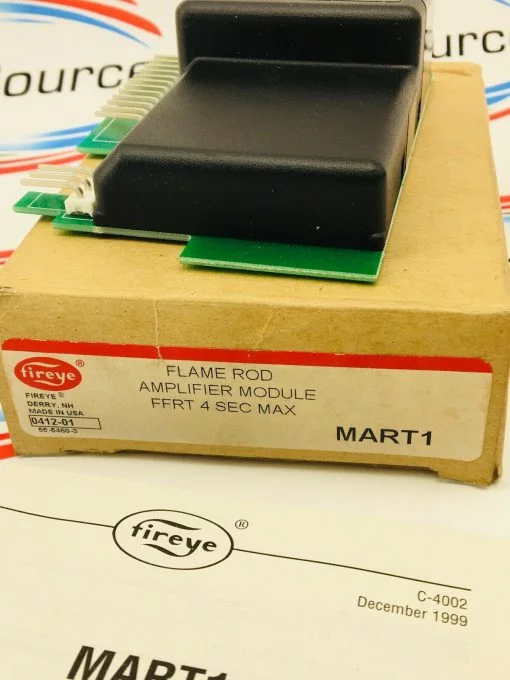 ource
Source
fireye®
FIREYE®
DERRY, NH
MADE IN USA
0412-01
FLAME ROD
AMPLIFIER MODULE
FFRT 4 SEC MAX
MART1
fireye®
C-4002
December 1999
MART1